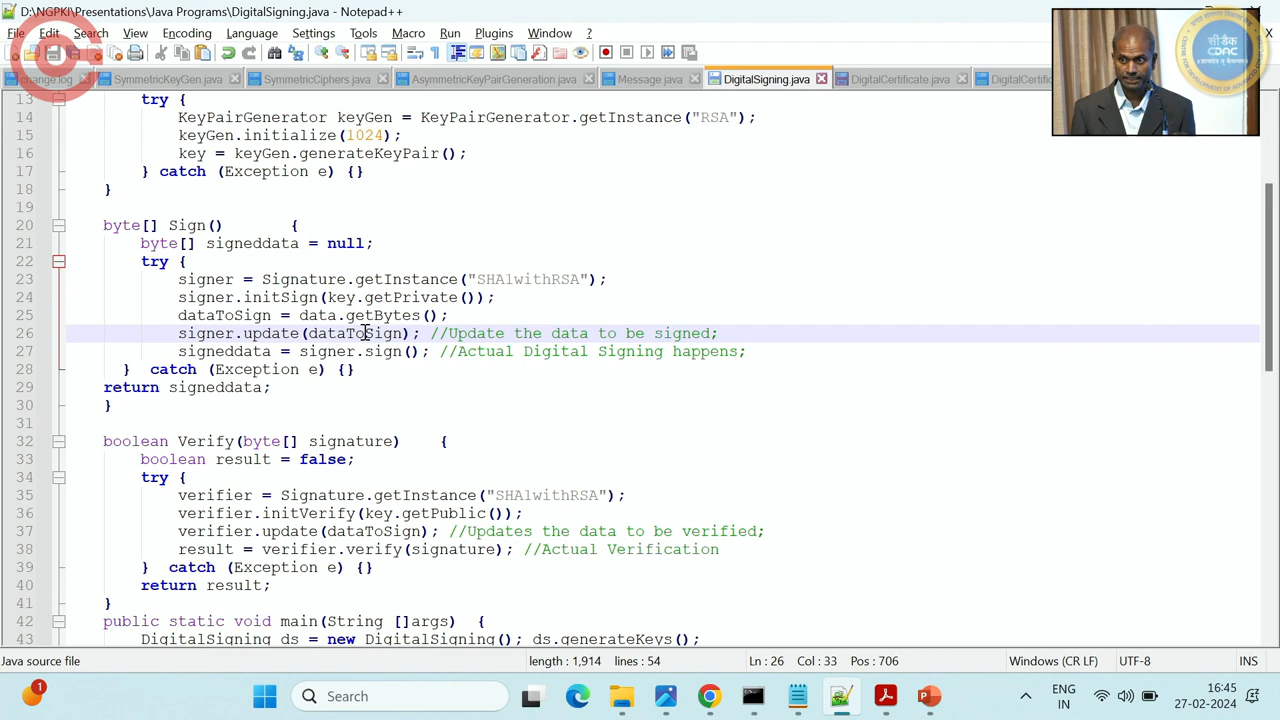 D:\NGPKI\Presentations\Java Programs\DigitalSigning.java - Notepad++
File Edit Search View Encoding Language Settings Tools Macro Run Plugins Window ?
X
change.log SymmetricKeyGen.java SymmetricCiphers.java AsymmetricKeyPairGeneration.java Message.java DigitalSigning.java DigitalCertificate.java DigitalCertifi
सी डैक
CDAC
13 try {
14 KeyPairGenerator keyGen = KeyPairGenerator.getInstance("RSA");
15 keyGen.initialize(1024);
16 key = keyGen.generateKeyPair();
17 } catch (Exception e) {}
18 }
19
20 byte[] Sign() {
21 byte[] signeddata = null;
22 try {
23 signer = Signature.getInstance("SHA1withRSA");
24 signer.initSign(key.getPrivate());
25 dataToSign = data.getBytes();
26 signer.update(dataToSign); //Update the data to be signed;
27 signeddata = signer.sign(); //Actual Digital Signing happens;
28 } catch (Exception e) {}
29 return signeddata;
30 }
31
32 boolean Verify(byte[] signature) {
33 boolean result = false;
34 try {
35 verifier = Signature.getInstance("SHA1withRSA");
36 verifier.initVerify(key.getPublic());
37 verifier.update(dataToSign); //Updates the data to be verified;
38 result = verifier.verify(signature); //Actual Verification
39 } catch (Exception e) {}
40 return result;
41 }
42 public static void main(String []args) {
43 DigitalSigning ds = new DigitalSigning(); ds.generateKeys();
Java source file length : 1,914 lines : 54 Ln : 26 Col : 33 Pos : 706 Windows (CR LF) UTF-8 INS
1 Search ENG 16:45
IN 27-02-2024